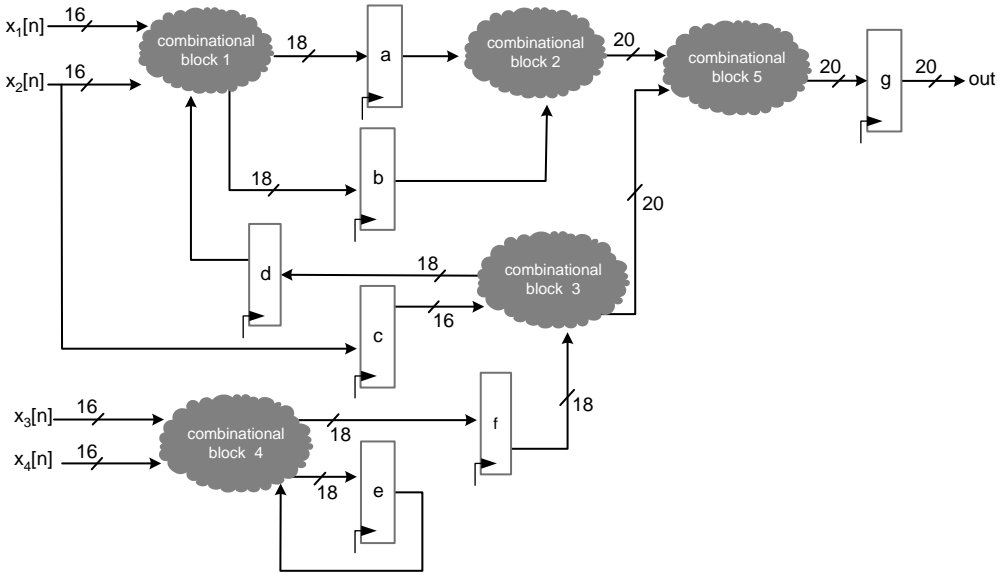 x1[n]
16
combinational
block 1
18
a
combinational
block 2
20
combinational
block 5
20
g
20
out
x2[n]
16
18
b
20
d
18
combinational
block 3
c
16
x3[n]
16
combinational
block 4
18
f
18
x4[n]
16
18
e